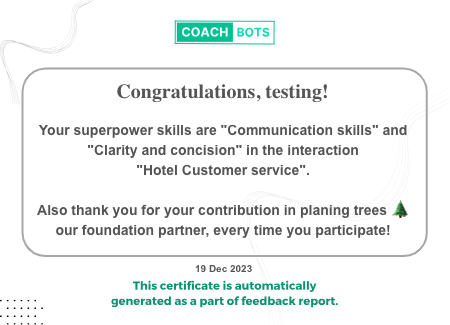 COACH BOTS
Congratulations, testing!
Your superpower skills are "Communication skills" and
"Clarity and concision" in the interaction
"Hotel Customer service".
Also thank you for your contribution in planing trees 🌲
our foundation partner, every time you participate!
19 Dec 2023
This certificate is automatically
generated as a part of feedback report.